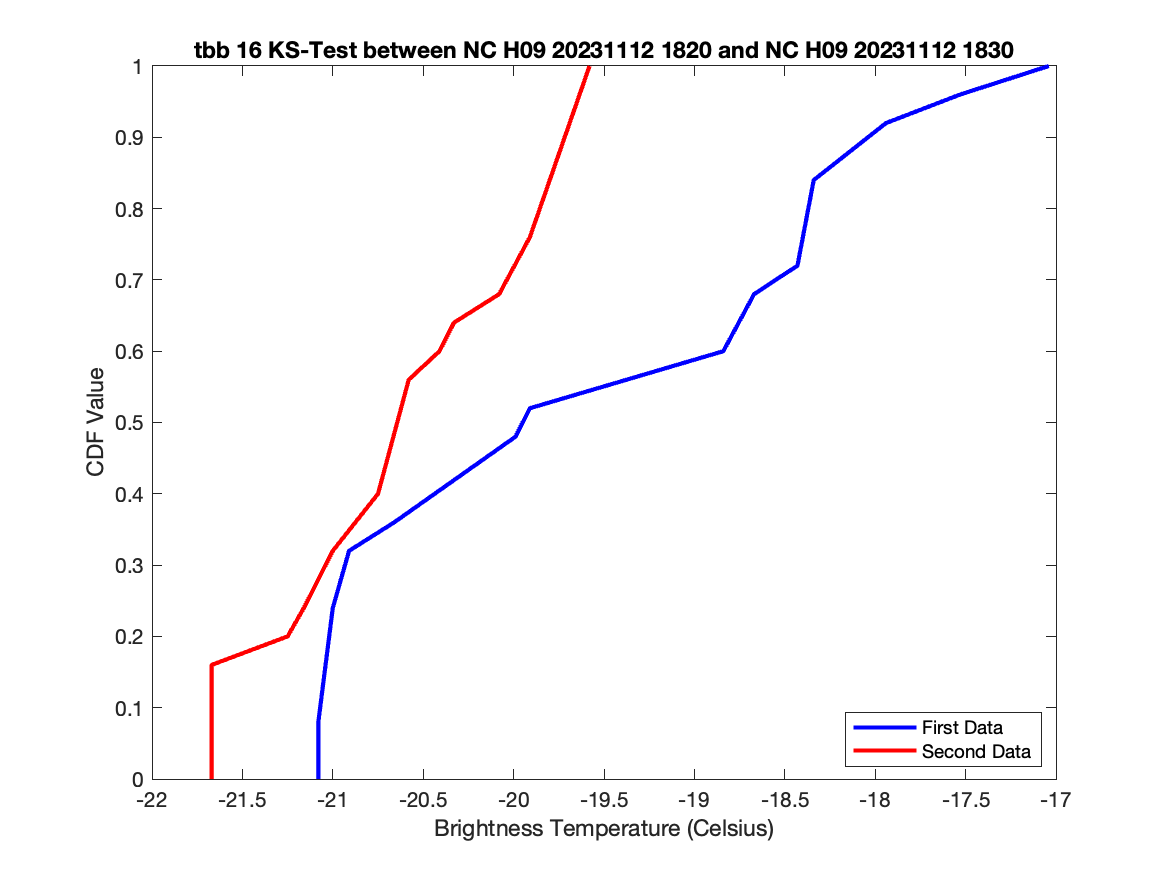 tbb 16 KS-Test between NC H09 20231112 1820 and NC H09 20231112 1830
1
0.9
0.8
0.7
0.6
0.5
0.4
0.3
0.2
0.1
0
CDF Value
-22 -21.5 -21 -20.5 -20 -19.5 -19 -18.5 -18 -17.5 -17
Brightness Temperature (Celsius)
First Data
Second Data